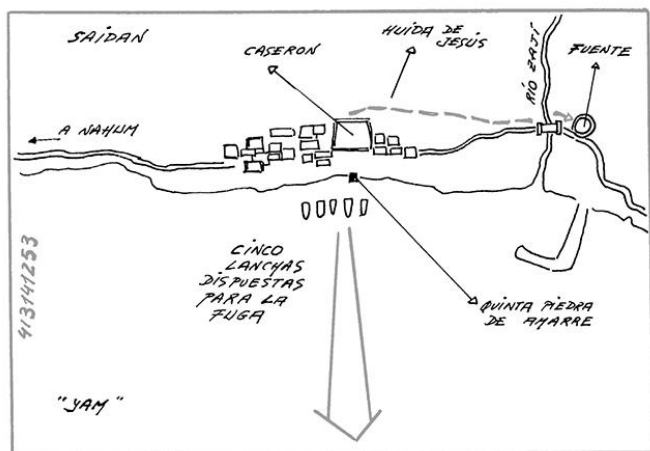 SAIDAN
CASERON
HUIDA DE
JESÚS
RÍO ZAJI
FUENTE
A NAHUM
CINCO
LANCHAS
DISPUESTAS
PARA LA
FUGA
QUINTA PIEDRA
DE AMARRE
413141253
"YAM"